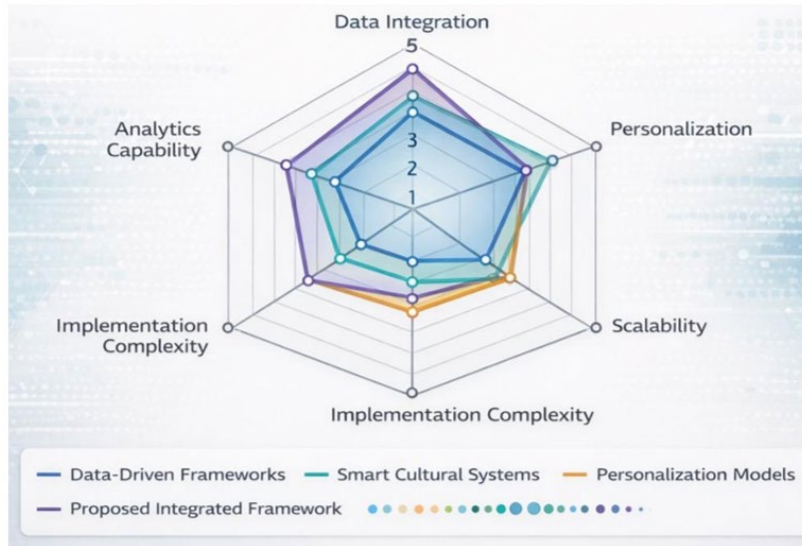 Data Integration
5
Analytics
Capability
Personalization
3
2
1
Implementation
Complexity
Scalability
Implementation Complexity
Data-Driven Frameworks
Smart Cultural Systems
Personalization Models
Proposed Integrated Framework